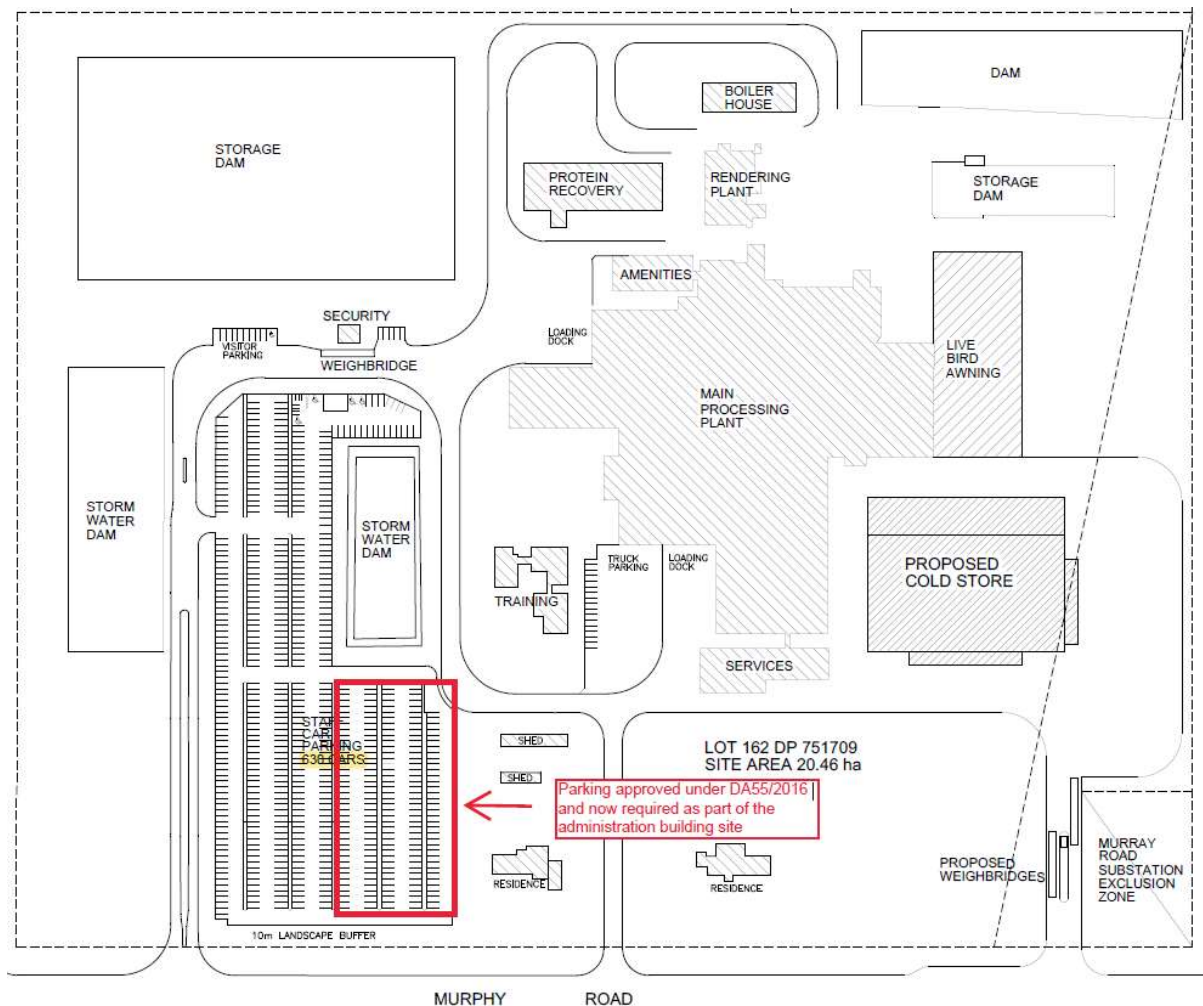 DAM
BOILER
HOUSE
STORAGE
DAM
PROTEIN
RECOVERY
RENDERING
PLANT
STORAGE
DAM
AMENITIES
SECURITY
VISITOR
PARKING
WEIGHBRIDGE
LOADING
DOCK
LIVE
BIRD
AWNING
MAIN
PROCESSING
PLANT
STORM
WATER
DAM
STORM
WATER
DAM
TRUCK
PARKING
LOADING
DOCK
PROPOSED
COLD STORE
TRAINING
SERVICES
STAFF
CAR
PARKING
630 CARS
SHED
SHED
LOT 162 DP 751709
SITE AREA 20.46 ha
Parking approved under DA55/2016
and now required as part of the
administration building site
RESIDENCE
RESIDENCE
PROPOSED
WEIGHBRIDGES
MURRAY
ROAD
SUBSTATION
EXCLUSION
ZONE
10m LANDSCAPE BUFFER
MURPHY ROAD